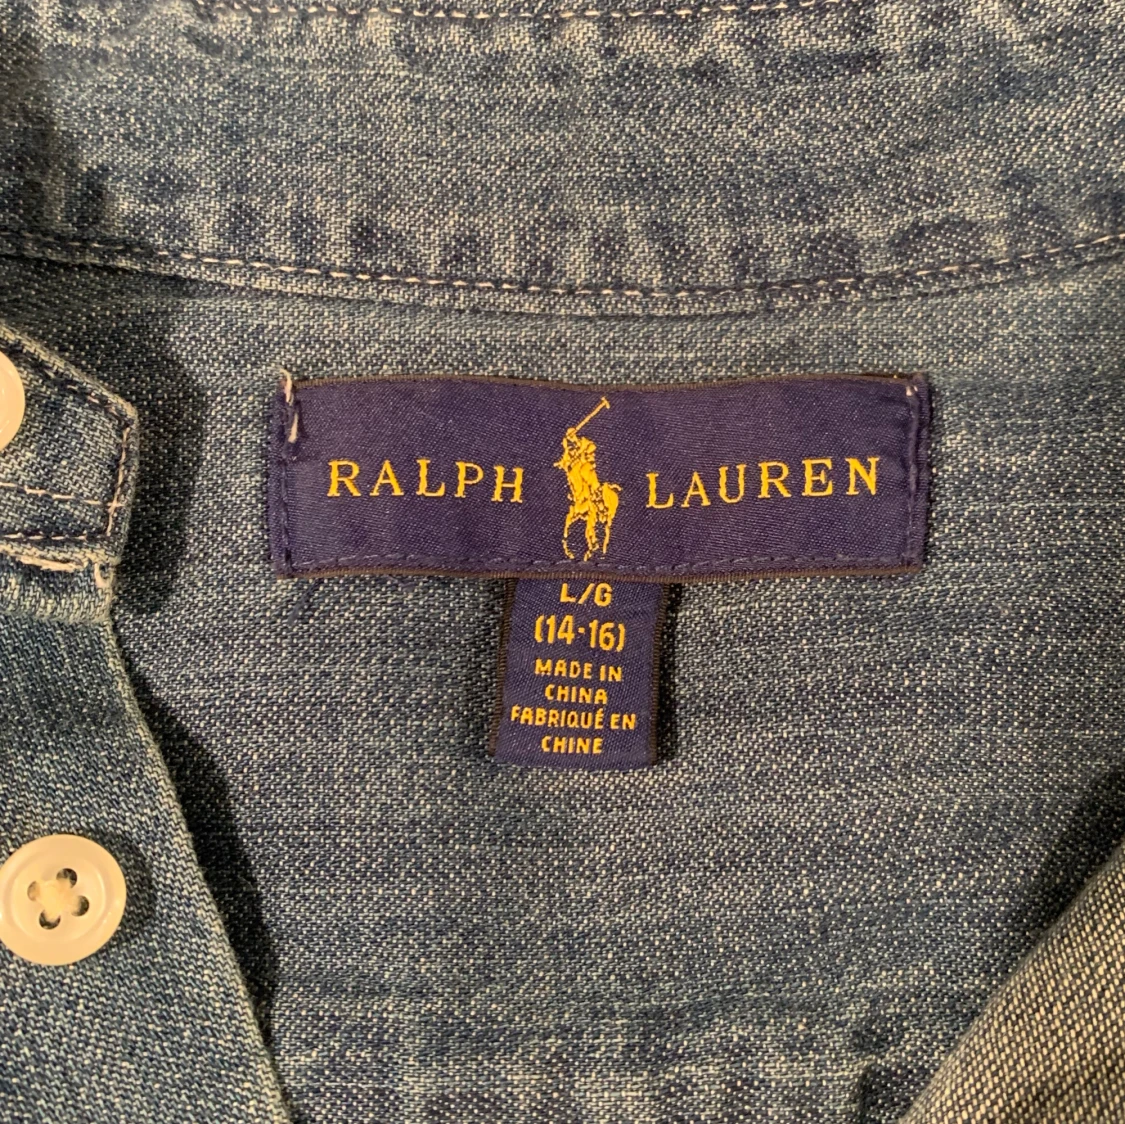 RALPH LAUREN
L/G
(14-16)
MADE IN
CHINA
FABRIQUÉ EN
CHINE